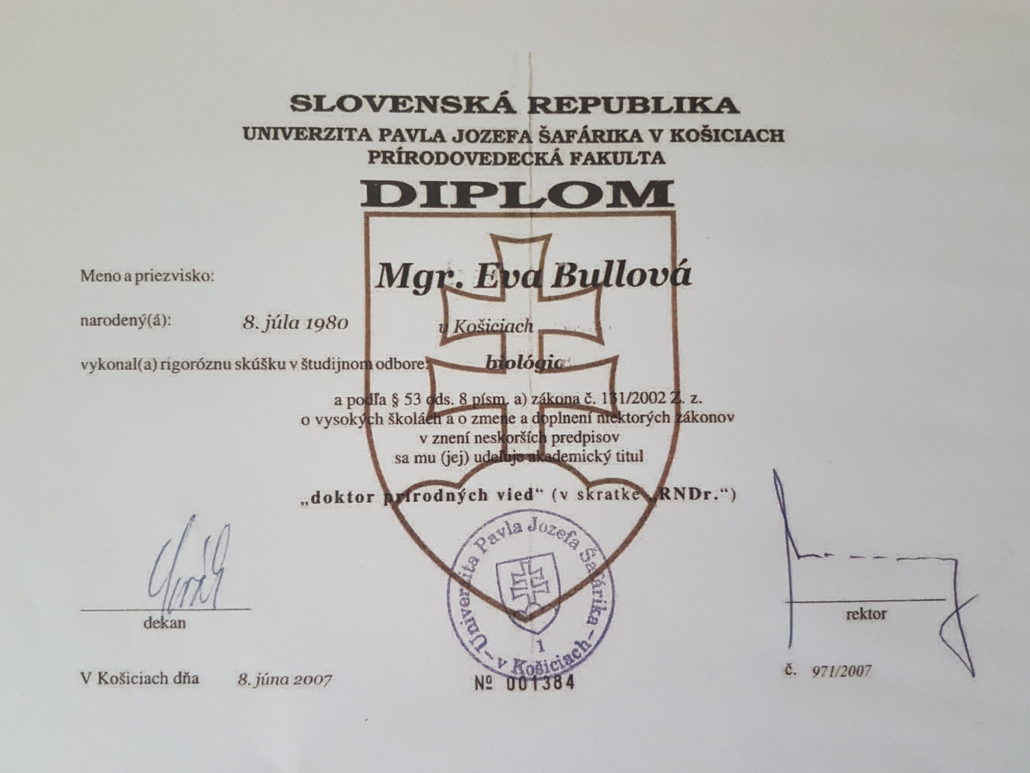 SLOVENSKÁ REPUBLIKA
UNIVERZITA PAVLA JOZEFA ŠAFÁRIKA V KOŠICIACH
PRÍRODOVEDECKÁ FAKULTA
DIPLOM
Meno a priezvisko: Mgr. Eva Bullová
narodený(á): 8. júla 1980 v Košiciach
vykonal(a) rigoróznu skúšku v študijnom odbore: biológia
a podľa § 53 ods. 8 písm. a) zákona č. 131/2002 Z. z.
o vysokých školách a o zmene a doplnení niektorých zákonov
v znení neskorších predpisov
sa mu (jej) udeľuje akademický titul
„doktor prírodných vied“ (v skratke „RNDr.“)
Univerzita Pavla Jozefa Šafárika
1
v Košiciach
dekan
rektor
V Košiciach dňa 8. júna 2007
№ 001384
č. 971/2007